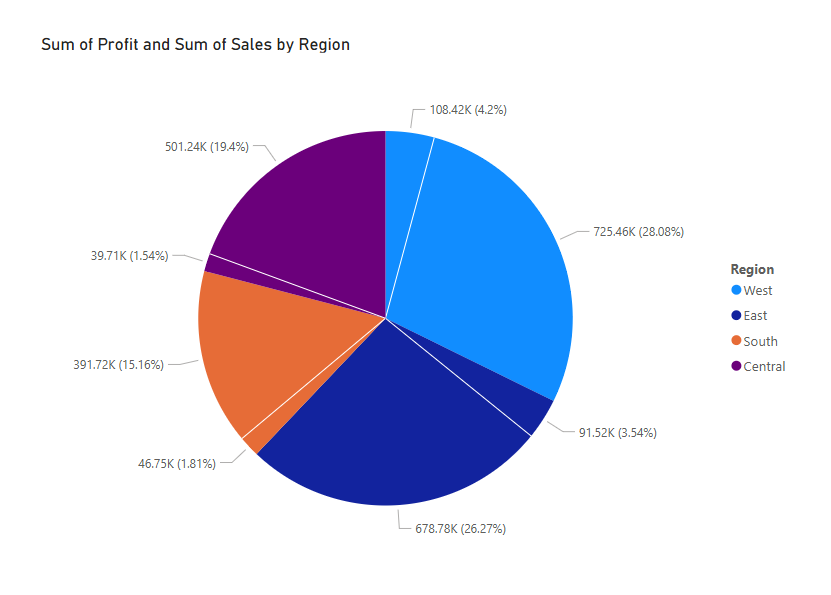 Sum of Profit and Sum of Sales by Region
108.42K (4.2%)
501.24K (19.4%)
725.46K (28.08%)
39.71K (1.54%)
Region
West
East
South
Central
391.72K (15.16%)
91.52K (3.54%)
46.75K (1.81%)
678.78K (26.27%)